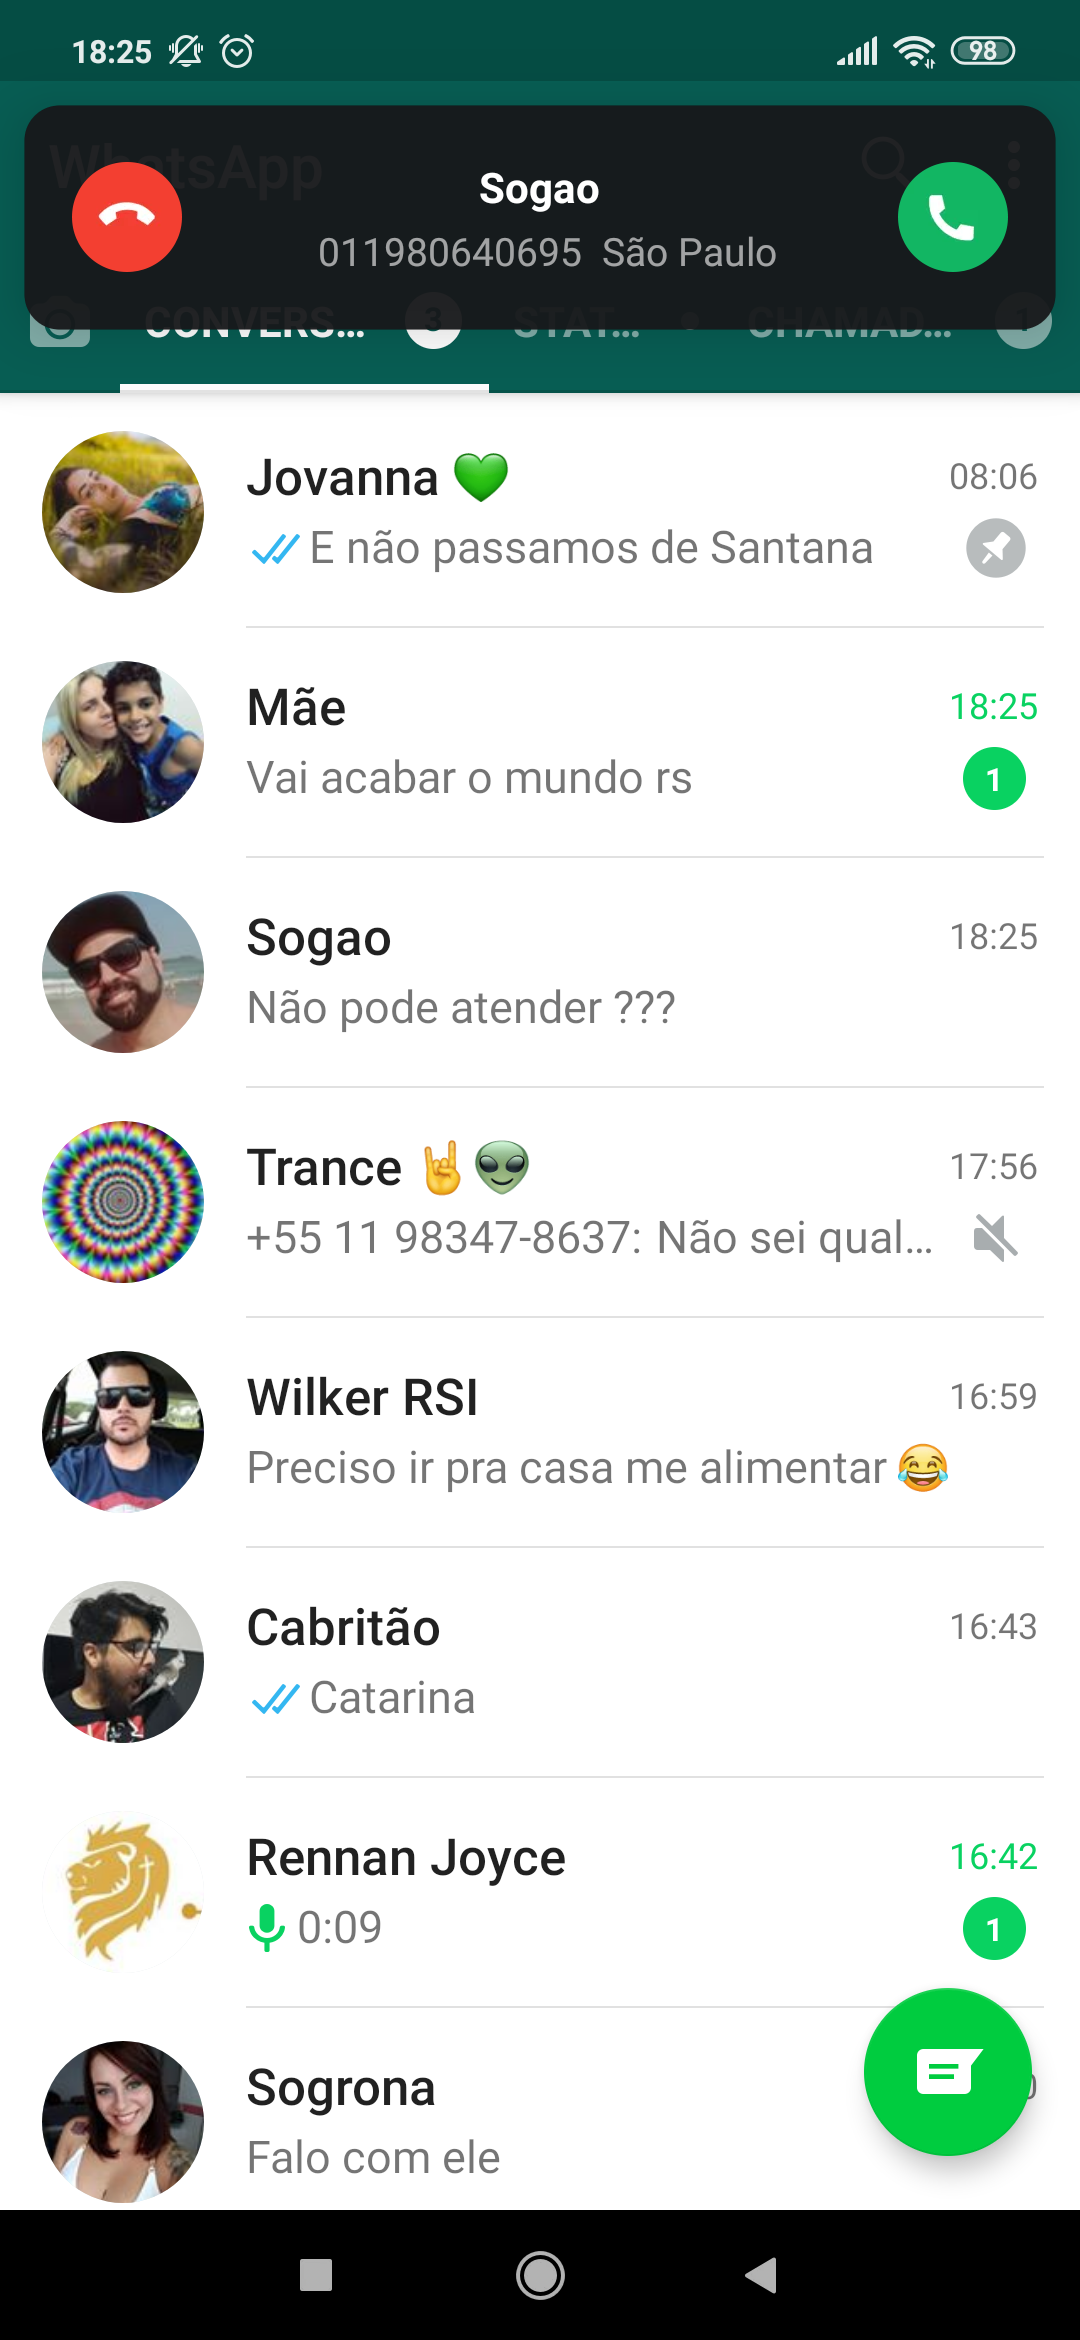 18:25 98
WhatsApp
Sogao
011980640695 São Paulo
CONVERS... 3 STAT... CHAMAD... 1
Jovanna 💚 08:06
E não passamos de Santana
Mãe 18:25
Vai acabar o mundo rs 1
Sogao 18:25
Não pode atender ???
Trance 🤘👽 17:56
+55 11 98347-8637: Não sei qual...
Wilker RSI 16:59
Preciso ir pra casa me alimentar 😂
Cabritão 16:43
Catarina
Rennan Joyce 16:42
0:09 1
Sogrona
Falo com ele